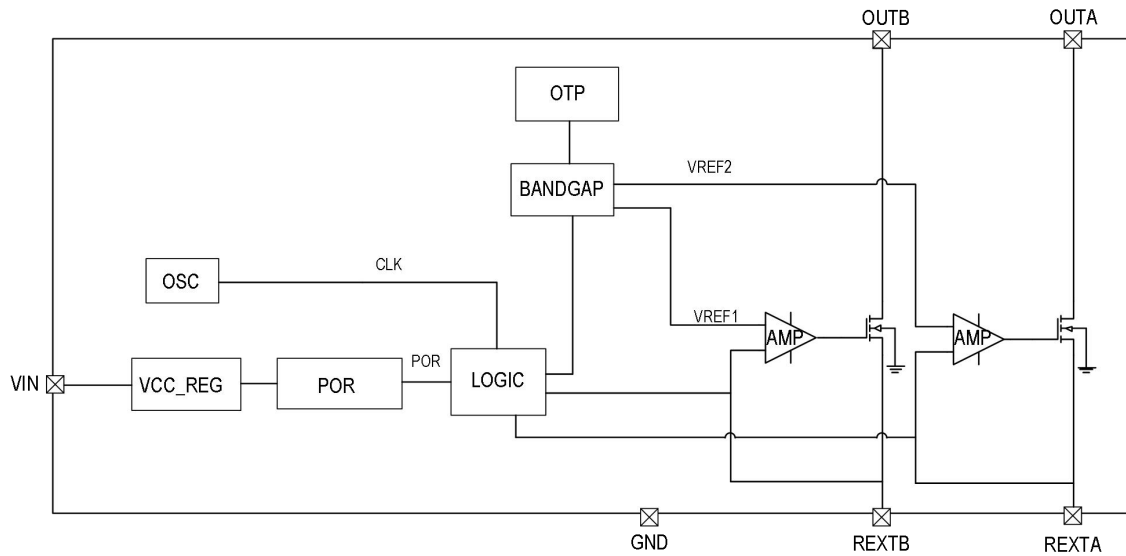 OUTB
OUTA
OTP
BANDGAP
VREF2
OSC
CLK
VREF1
AMP
AMP
VIN
VCC_REG
POR
POR
LOGIC
GND
REXTB
REXTA